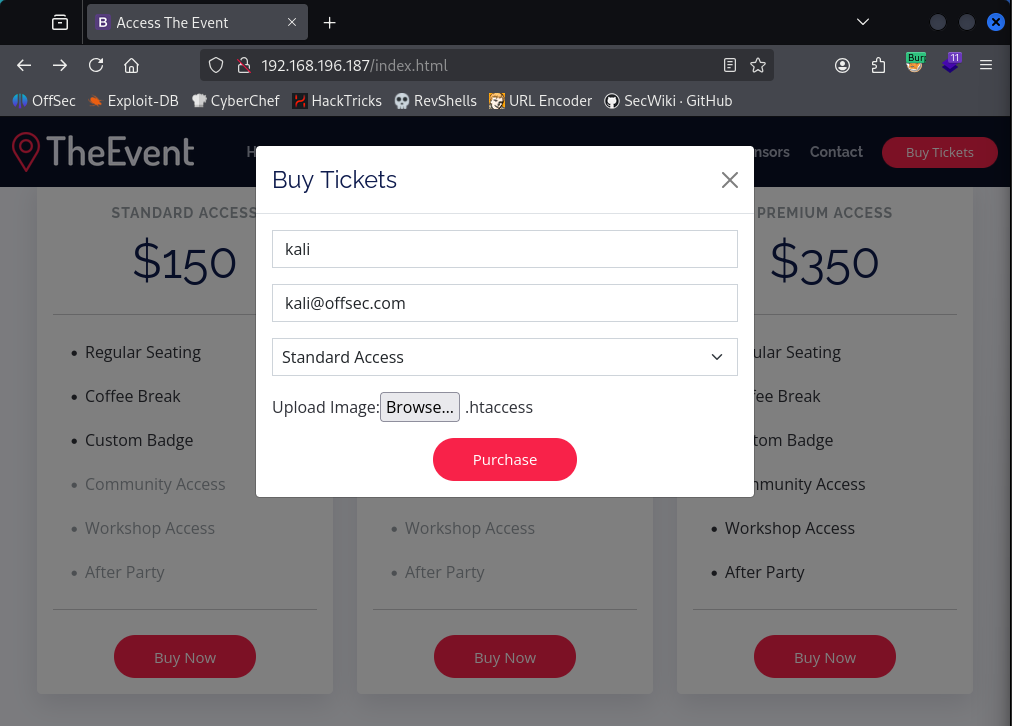 B Access The Event
192.168.196.187/index.html
Bur
11
OffSec Exploit-DB CyberChef HackTricks RevShells URL Encoder SecWiki · GitHub
TheEvent
H
nsors Contact Buy Tickets
Buy Tickets
STANDARD ACCESS
PREMIUM ACCESS
$150
$350
kali
kali@offsec.com
Standard Access
Upload Image: Browse... .htaccess
Purchase
Regular Seating
Coffee Break
Custom Badge
Community Access
Workshop Access
After Party
Workshop Access
After Party
ular Seating
fee Break
tom Badge
mmunity Access
Workshop Access
After Party
Buy Now
Buy Now
Buy Now